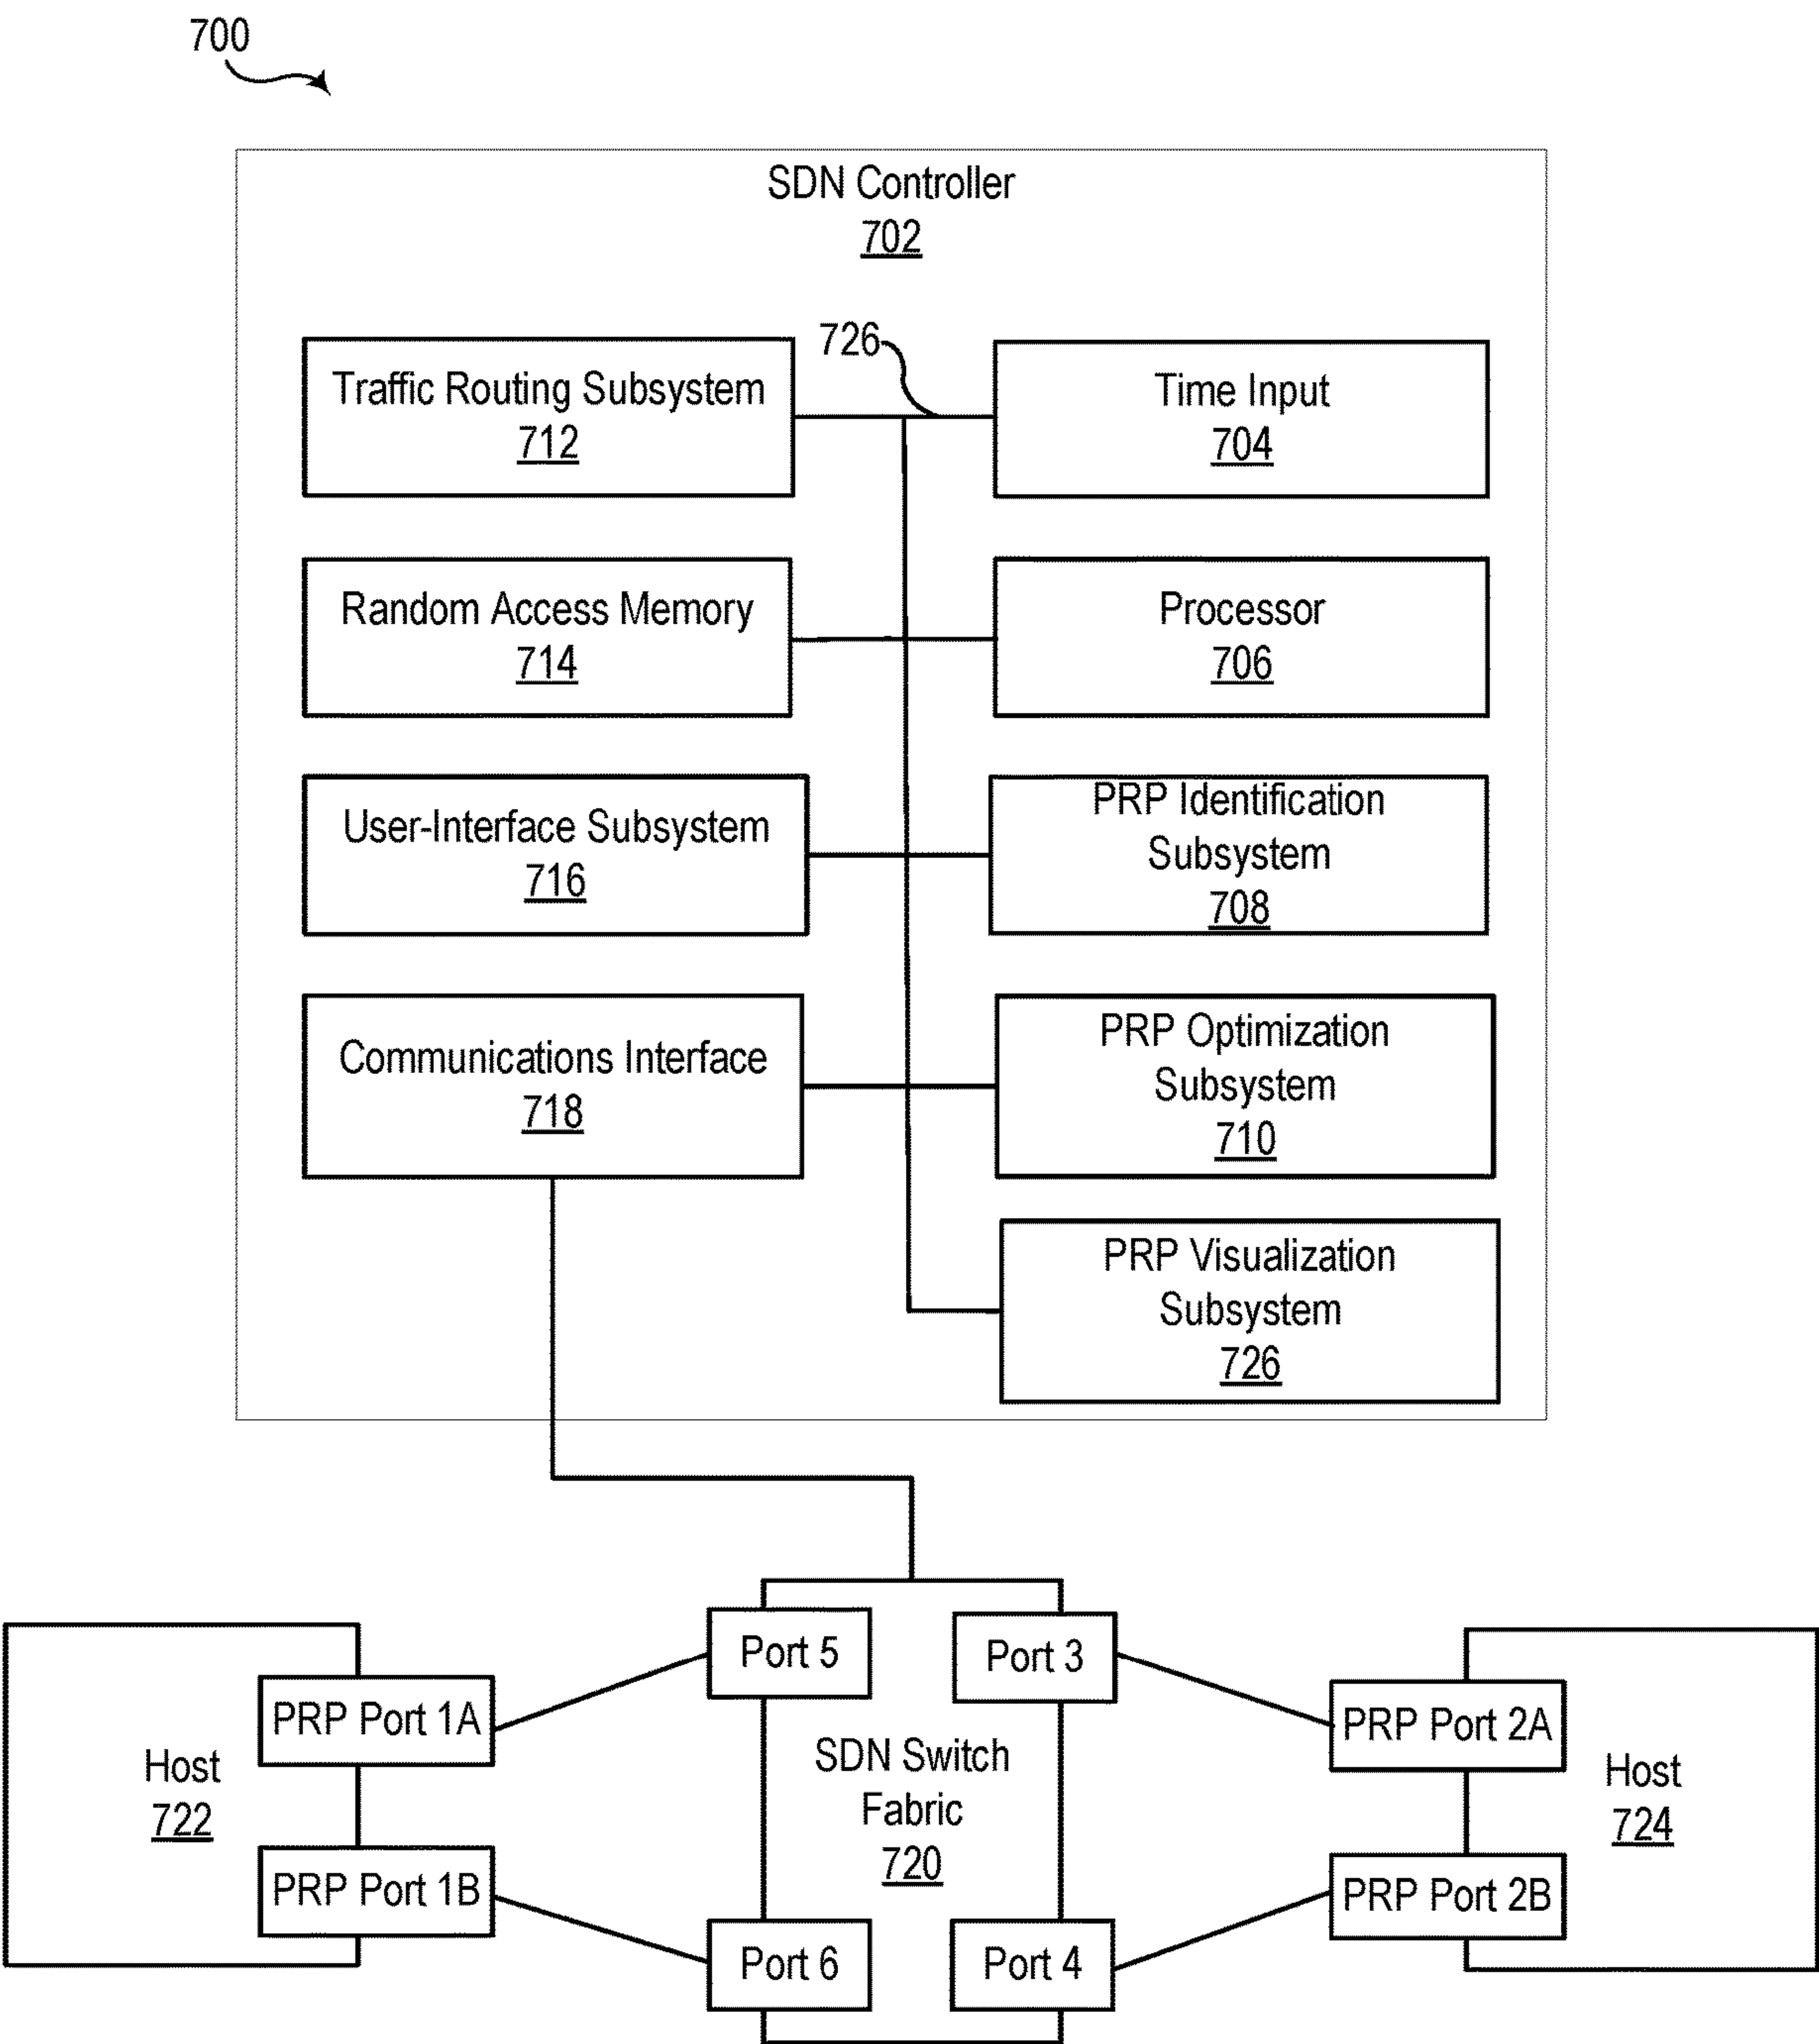 700
SDN Controller
702
726
Traffic Routing Subsystem
712
Time Input
704
Random Access Memory
714
Processor
706
User-Interface Subsystem
716
PRP Identification
Subsystem
708
Communications Interface
718
PRP Optimization
Subsystem
710
PRP Visualization
Subsystem
726
Port 5
Port 3
PRP Port 1A
PRP Port 2A
Host
722
SDN Switch
Fabric
720
Host
724
PRP Port 1B
PRP Port 2B
Port 6
Port 4